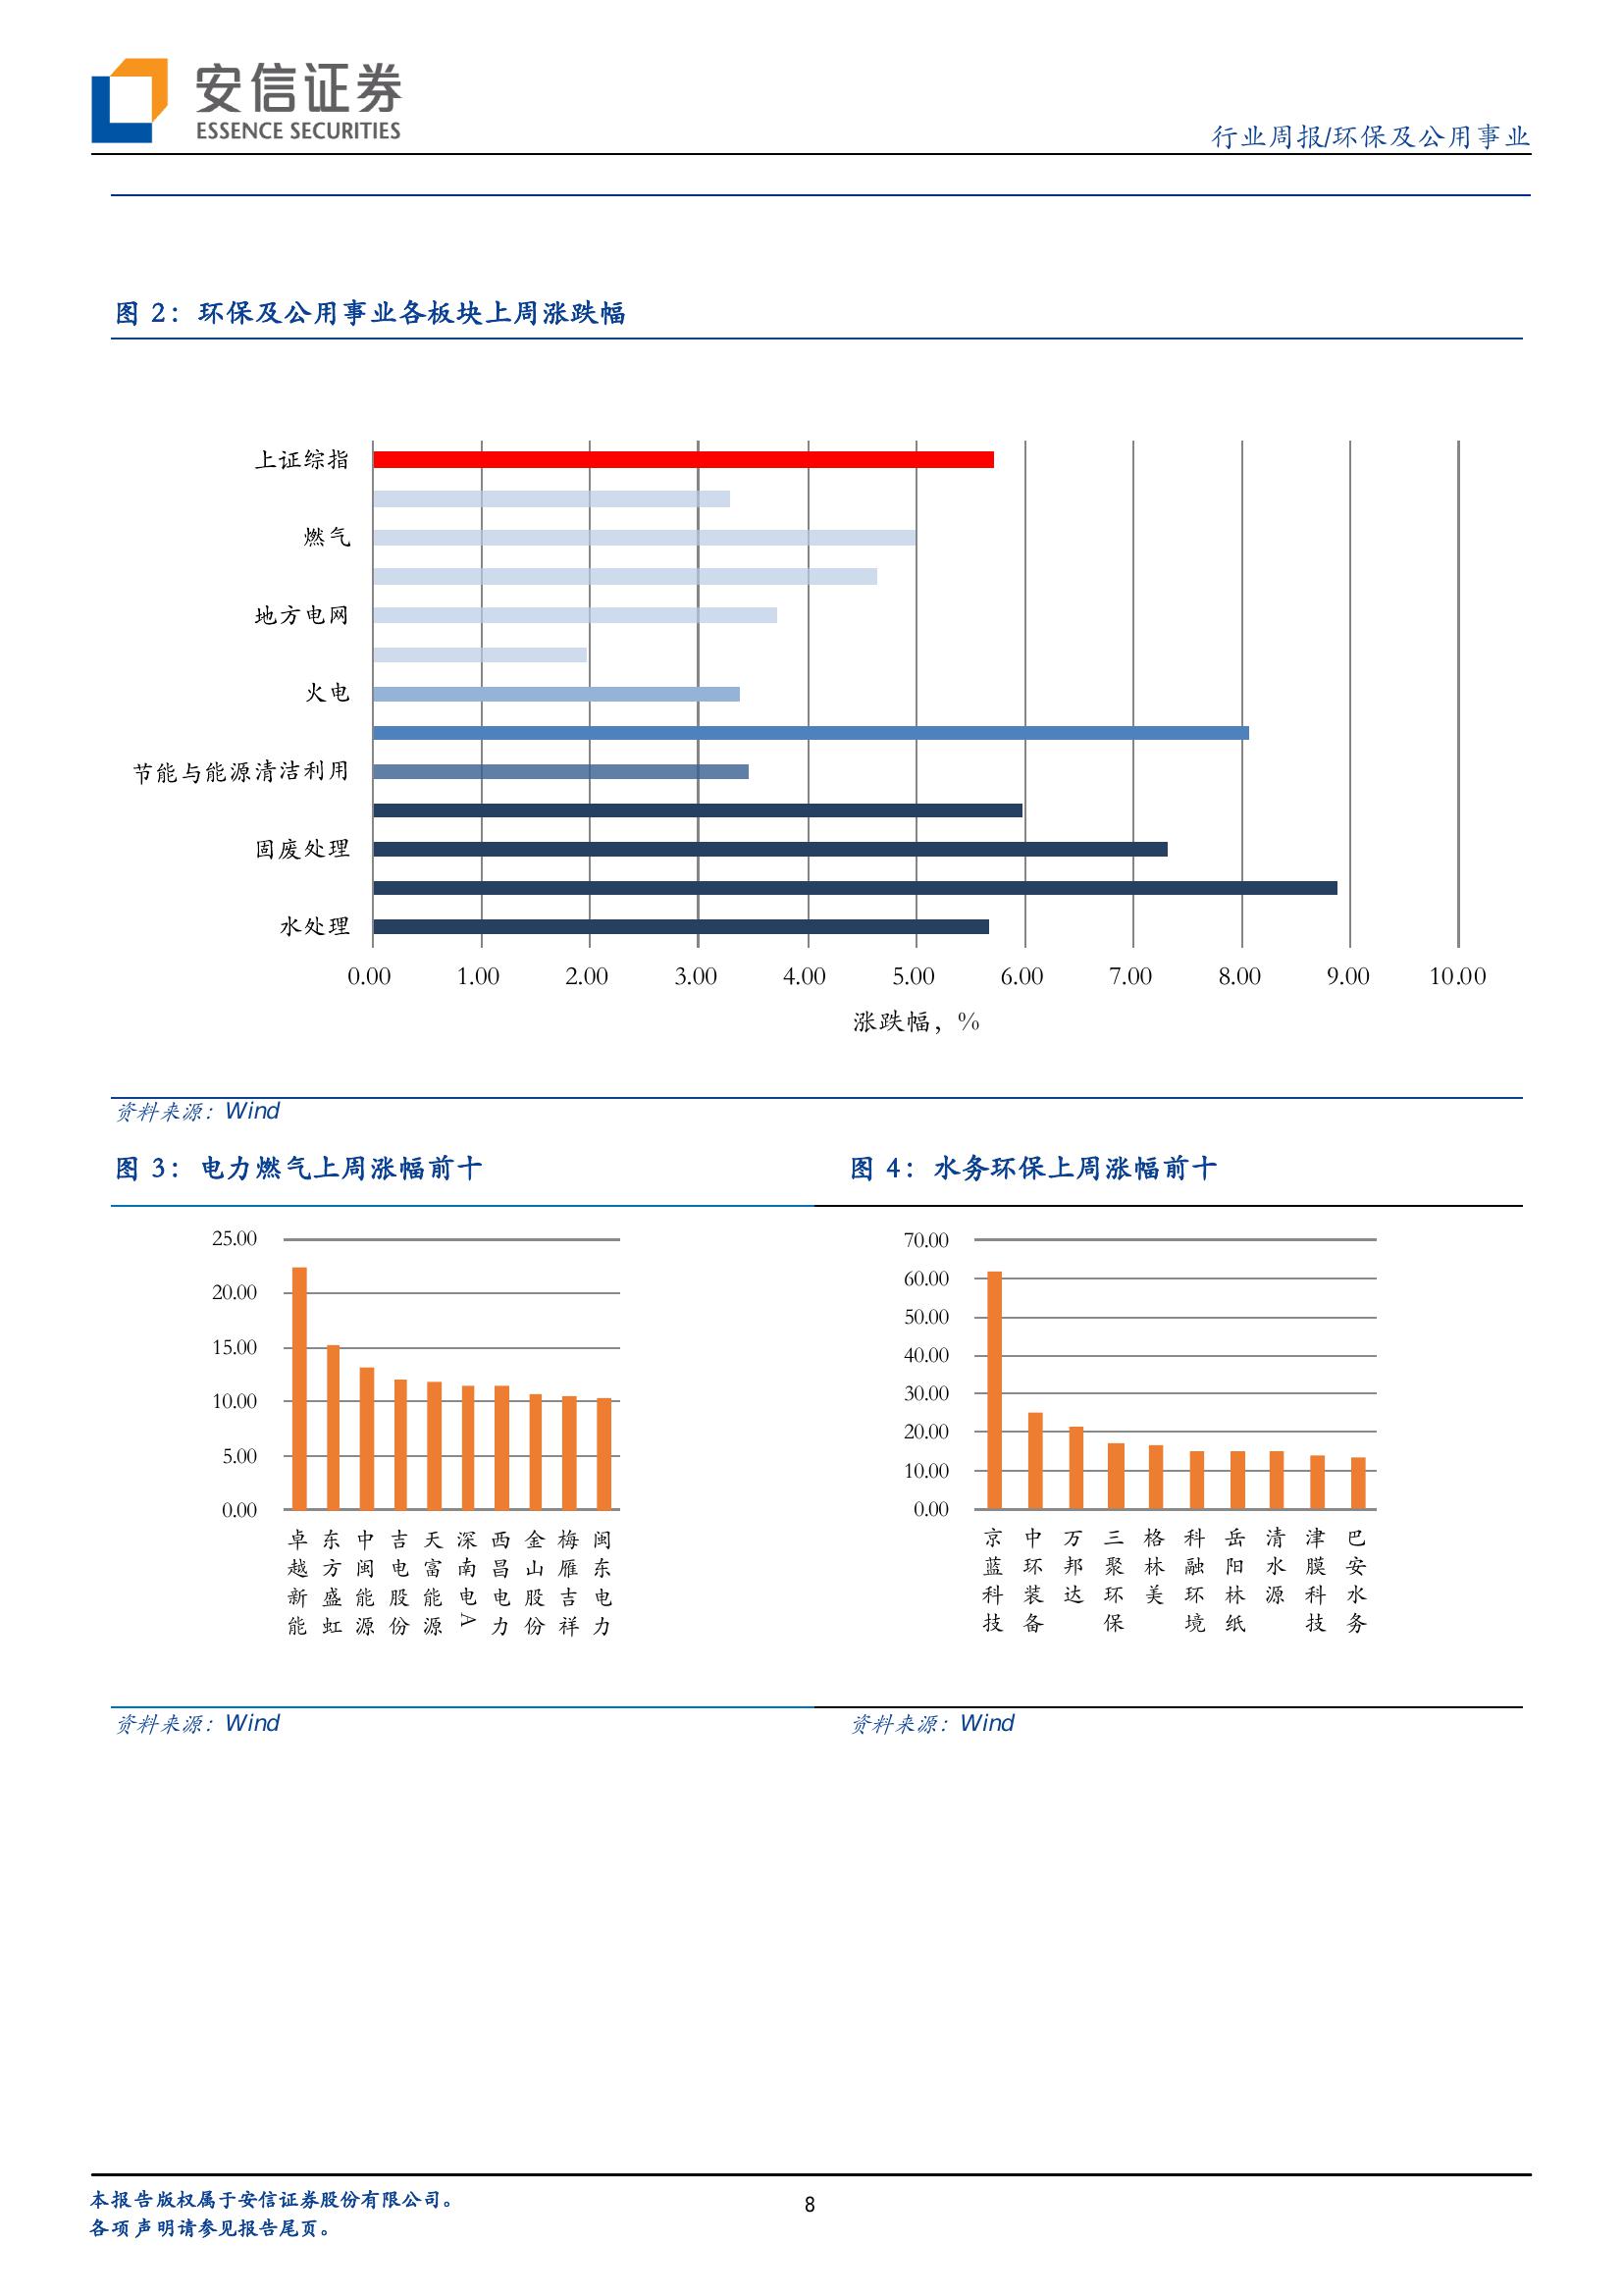 安信证券
ESSENCE SECURITIES
行业周报/环保及公用事业
图 2：环保及公用事业各板块上周涨跌幅
上证综指
燃气
地方电网
火电
节能与能源清洁利用
固废处理
水处理
0.00 1.00 2.00 3.00 4.00 5.00 6.00 7.00 8.00 9.00 10.00
涨跌幅，%
资料来源：Wind
图 3：电力燃气上周涨幅前十
25.00
20.00
15.00
10.00
5.00
0.00
卓越新能
东方盛虹
中闽能源
吉电股份
天富能源
深南电A
西昌电力
金山股份
梅雁吉祥
闽东电力
资料来源：Wind
图 4：水务环保上周涨幅前十
70.00
60.00
50.00
40.00
30.00
20.00
10.00
0.00
京蓝科技
中环装备
万邦达
三聚环保
格林美
科融环境
岳阳林纸
清水源
津膜科技
巴安水务
资料来源：Wind
本报告版权属于安信证券股份有限公司。
各项声明请参见报告尾页。
8